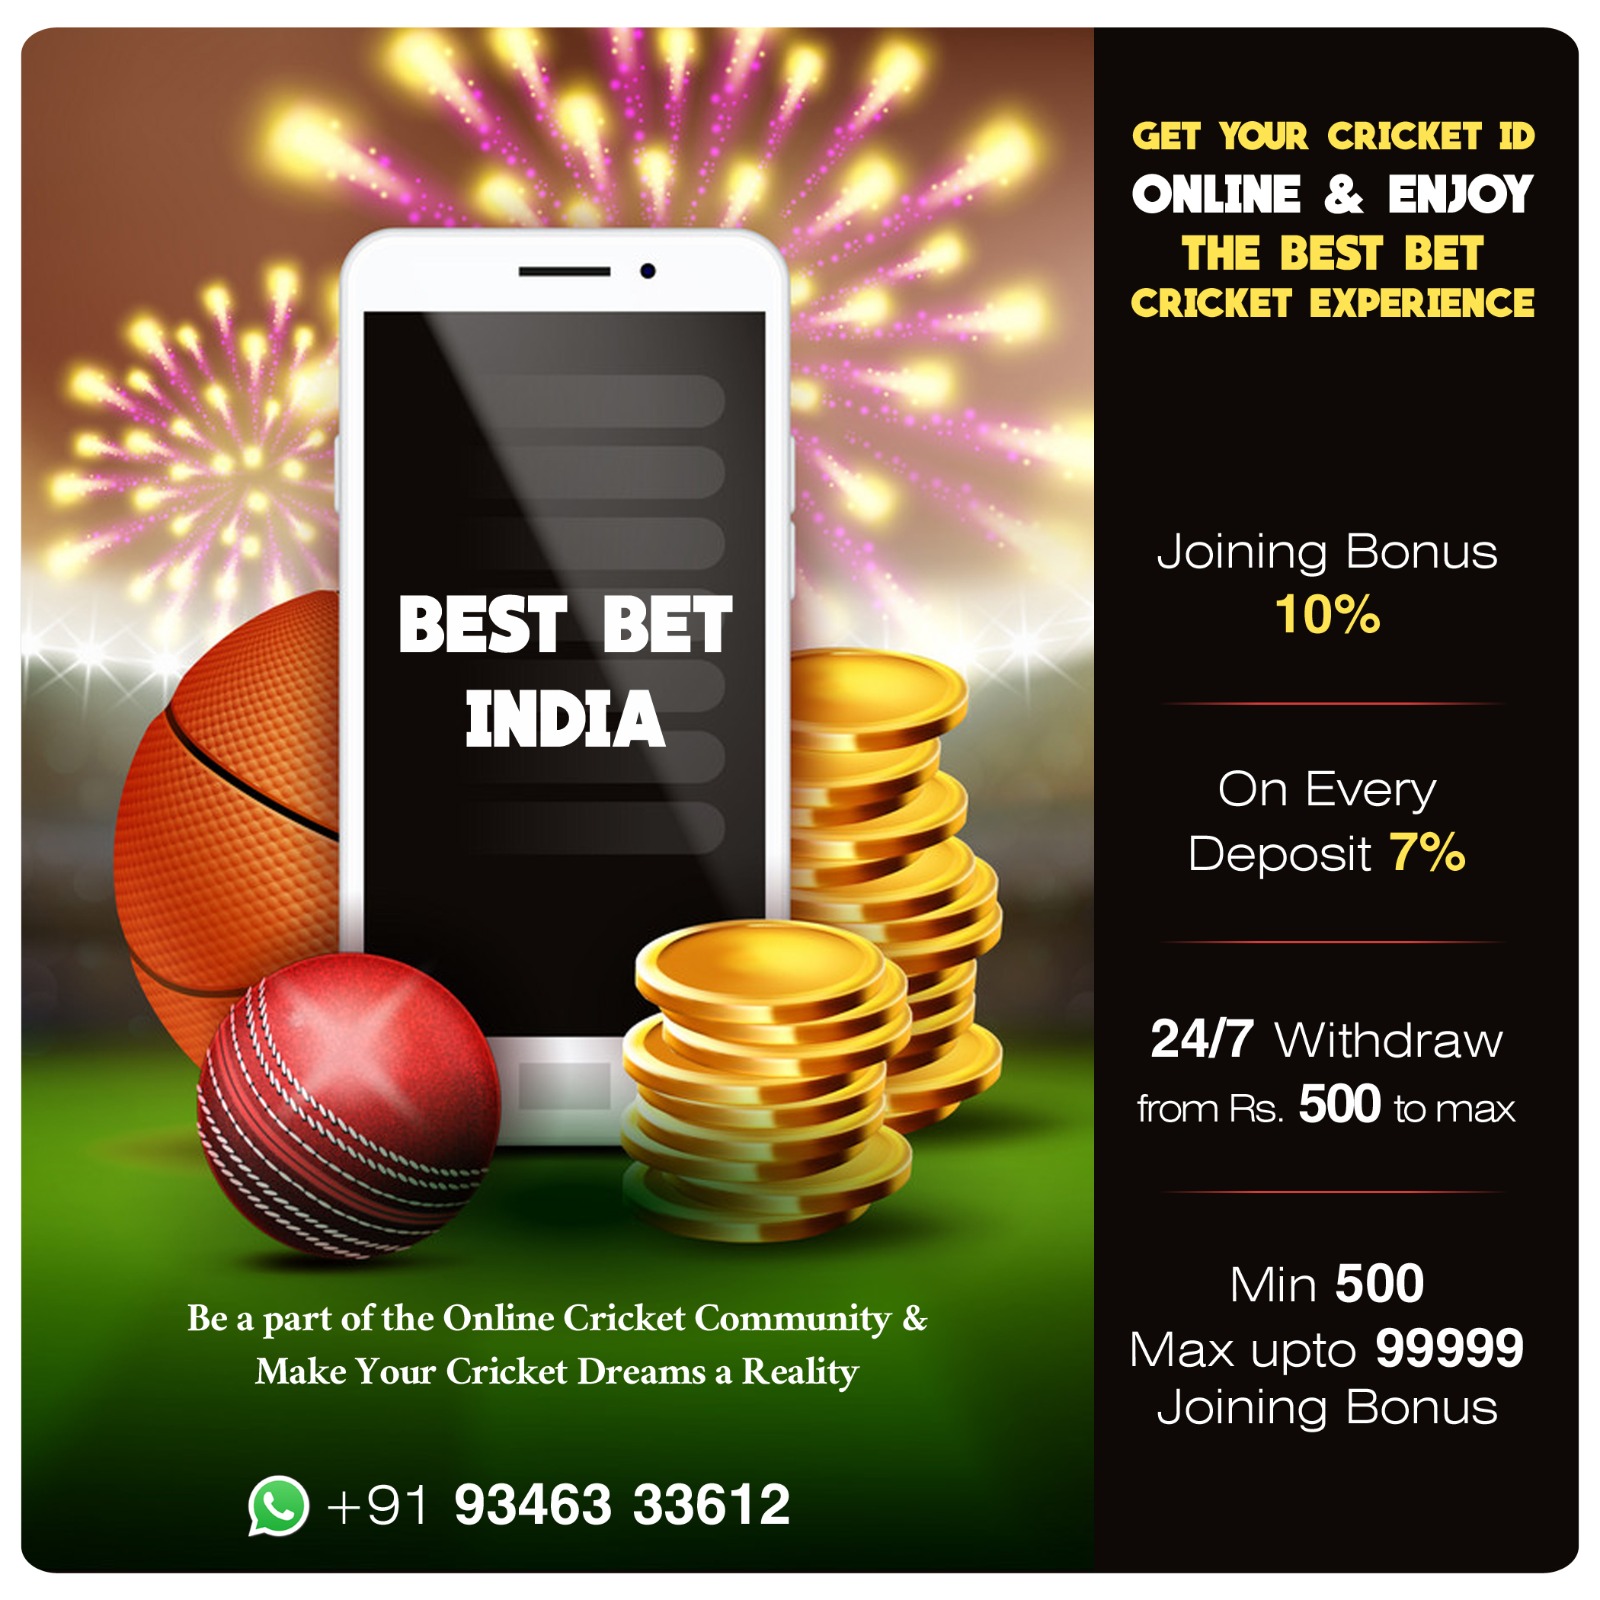 BEST BET
INDIA
Be a part of the Online Cricket Community &
Make Your Cricket Dreams a Reality
+91 93463 33612
GET YOUR CRICKET ID
ONLINE & ENJOY
THE BEST BET
CRICKET EXPERIENCE
Joining Bonus
10%
On Every
Deposit 7%
24/7 Withdraw
from Rs. 500 to max
Min 500
Max upto 99999
Joining Bonus